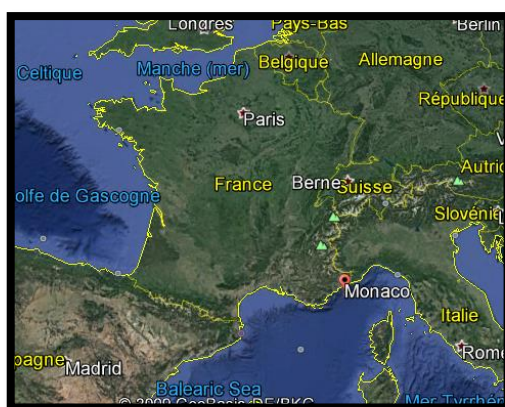 Londres
Pays-Bas
Berlin
Celtique
Manche (mer)
Belgique
Allemagne
République
Paris
Autric
France
Berne
Suisse
olfe de Gascogne
Slovénie
Monaco
Italie
pagne
Madrid
Rome
Balearic Sea
Mer Tyrrhén